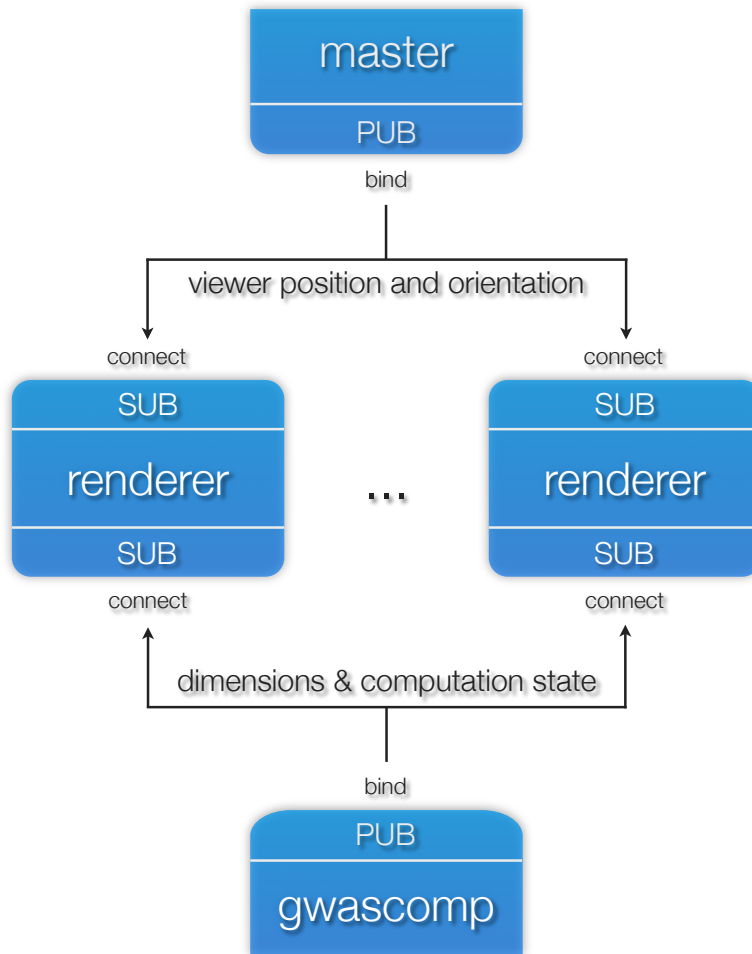 master
PUB
bind
viewer position and orientation
connect connect
SUB SUB
renderer ... renderer
SUB SUB
connect connect
dimensions & computation state
bind
PUB
gwascomp